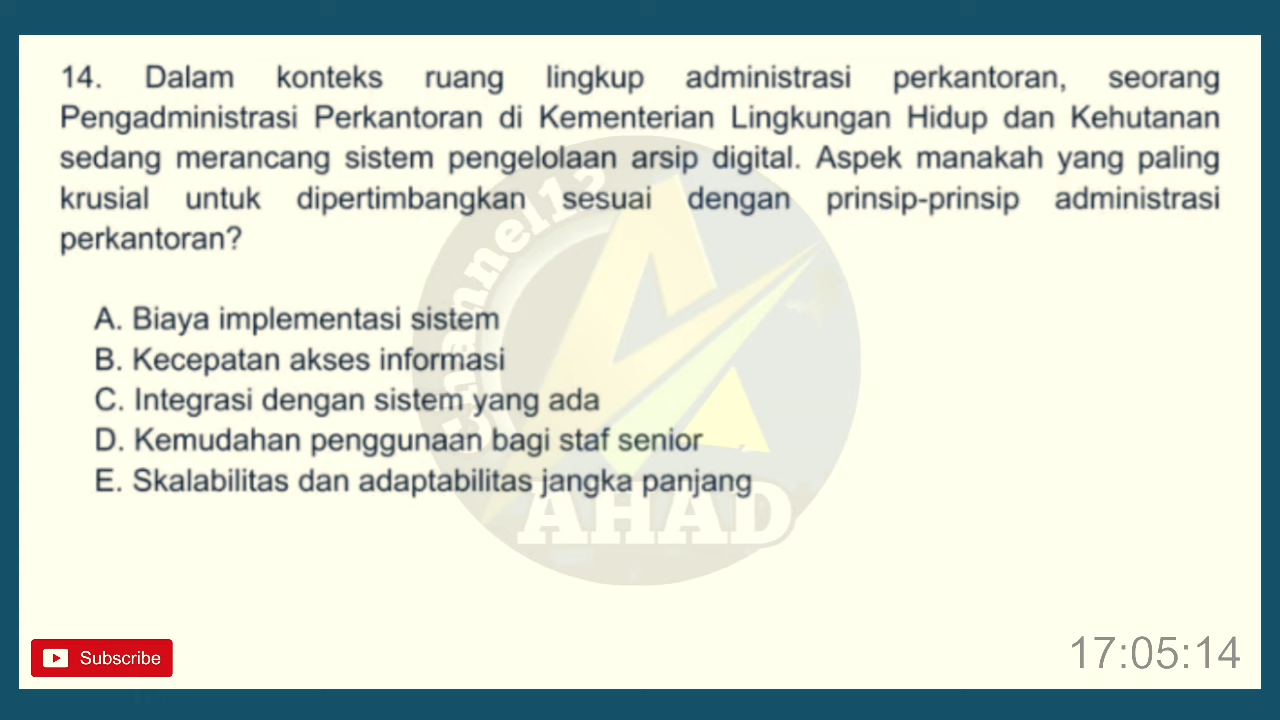 14. Dalam konteks ruang lingkup administrasi perkantoran, seorang
Pengadministrasi Perkantoran di Kementerian Lingkungan Hidup dan Kehutanan
sedang merancang sistem pengelolaan arsip digital. Aspek manakah yang paling
krusial untuk dipertimbangkan sesuai dengan prinsip-prinsip administrasi
perkantoran?
A. Biaya implementasi sistem
B. Kecepatan akses informasi
C. Integrasi dengan sistem yang ada
D. Kemudahan penggunaan bagi staf senior
E. Skalabilitas dan adaptabilitas jangka panjang
AHAD
Subscribe
17:05:14